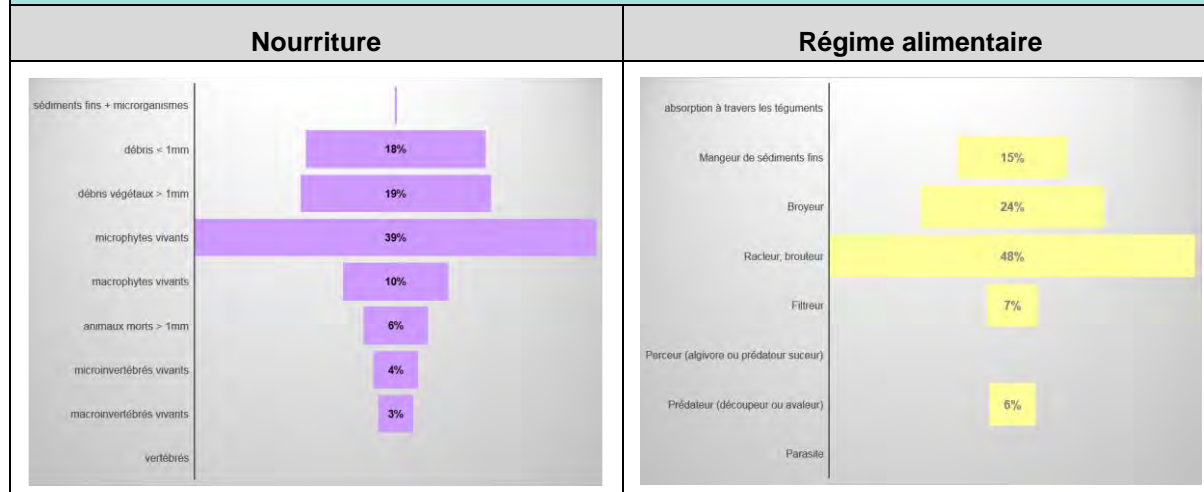 Nourriture
sédiments fins + microrganismes
débris < 1mm
18%
débris végétaux > 1mm
19%
microphytes vivants
39%
macrophytes vivants
10%
animaux morts > 1mm
6%
microinvertébrés vivants
4%
macroinvertébrés vivants
3%
vertébrés
Régime alimentaire
absorption à travers les téguments
Mangeur de sédiments fins
15%
Broyeur
24%
Racleur, brouteur
48%
Filtreur
7%
Perceur (algivore ou prédateur suceur)
Prédateur (découpeur ou avaleur)
6%
Parasite